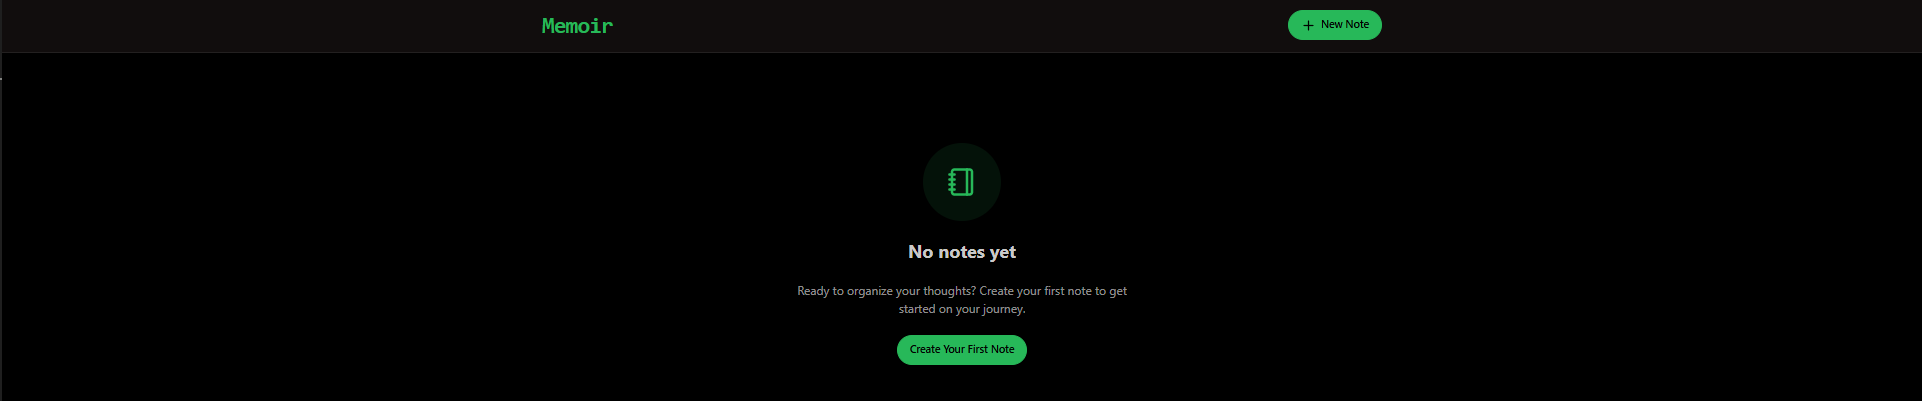 Memoir
New Note
No notes yet
Ready to organize your thoughts? Create your first note to get
started on your journey.
Create Your First Note